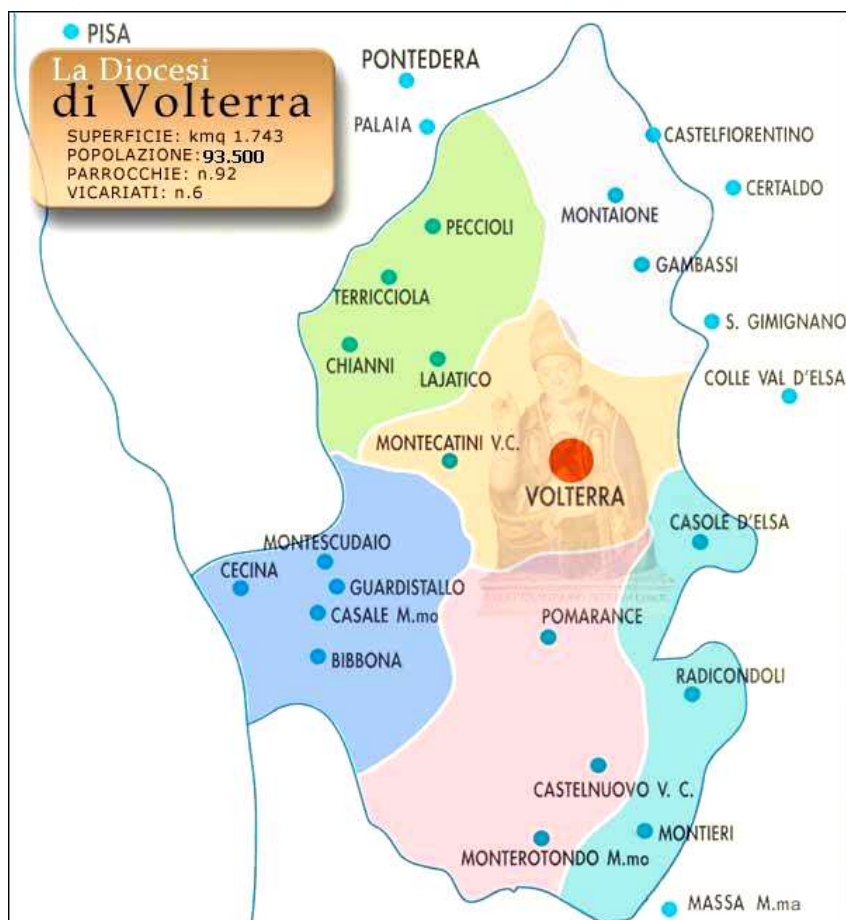 PISA
La Diocesi
di Volterra
SUPERFICIE: kmq 1.743
POPOLAZIONE: 93.500
PARROCCHIE: n.92
VICARIATI: n.6
PONTEDERA
PALAIA
CASTELFIORENTINO
CERTALDO
MONTAIONE
PECCIOLI
GAMBASSI
TERRICCIOLA
S. GIMIGNANO
CHIANNI
LAJATICO
COLLE VAL D'ELSA
MONTECATINI V.C.
VOLTERRA
CASOLE D'ELSA
MONTESCUDAIO
CECINA
GUARDISTALLO
CASALE M.mo
POMARANCE
BIBBONA
RADICONDOLI
CASTELNUOVO V. C.
MONTIERI
MONTEROTONDO M.mo
MASSA M.ma